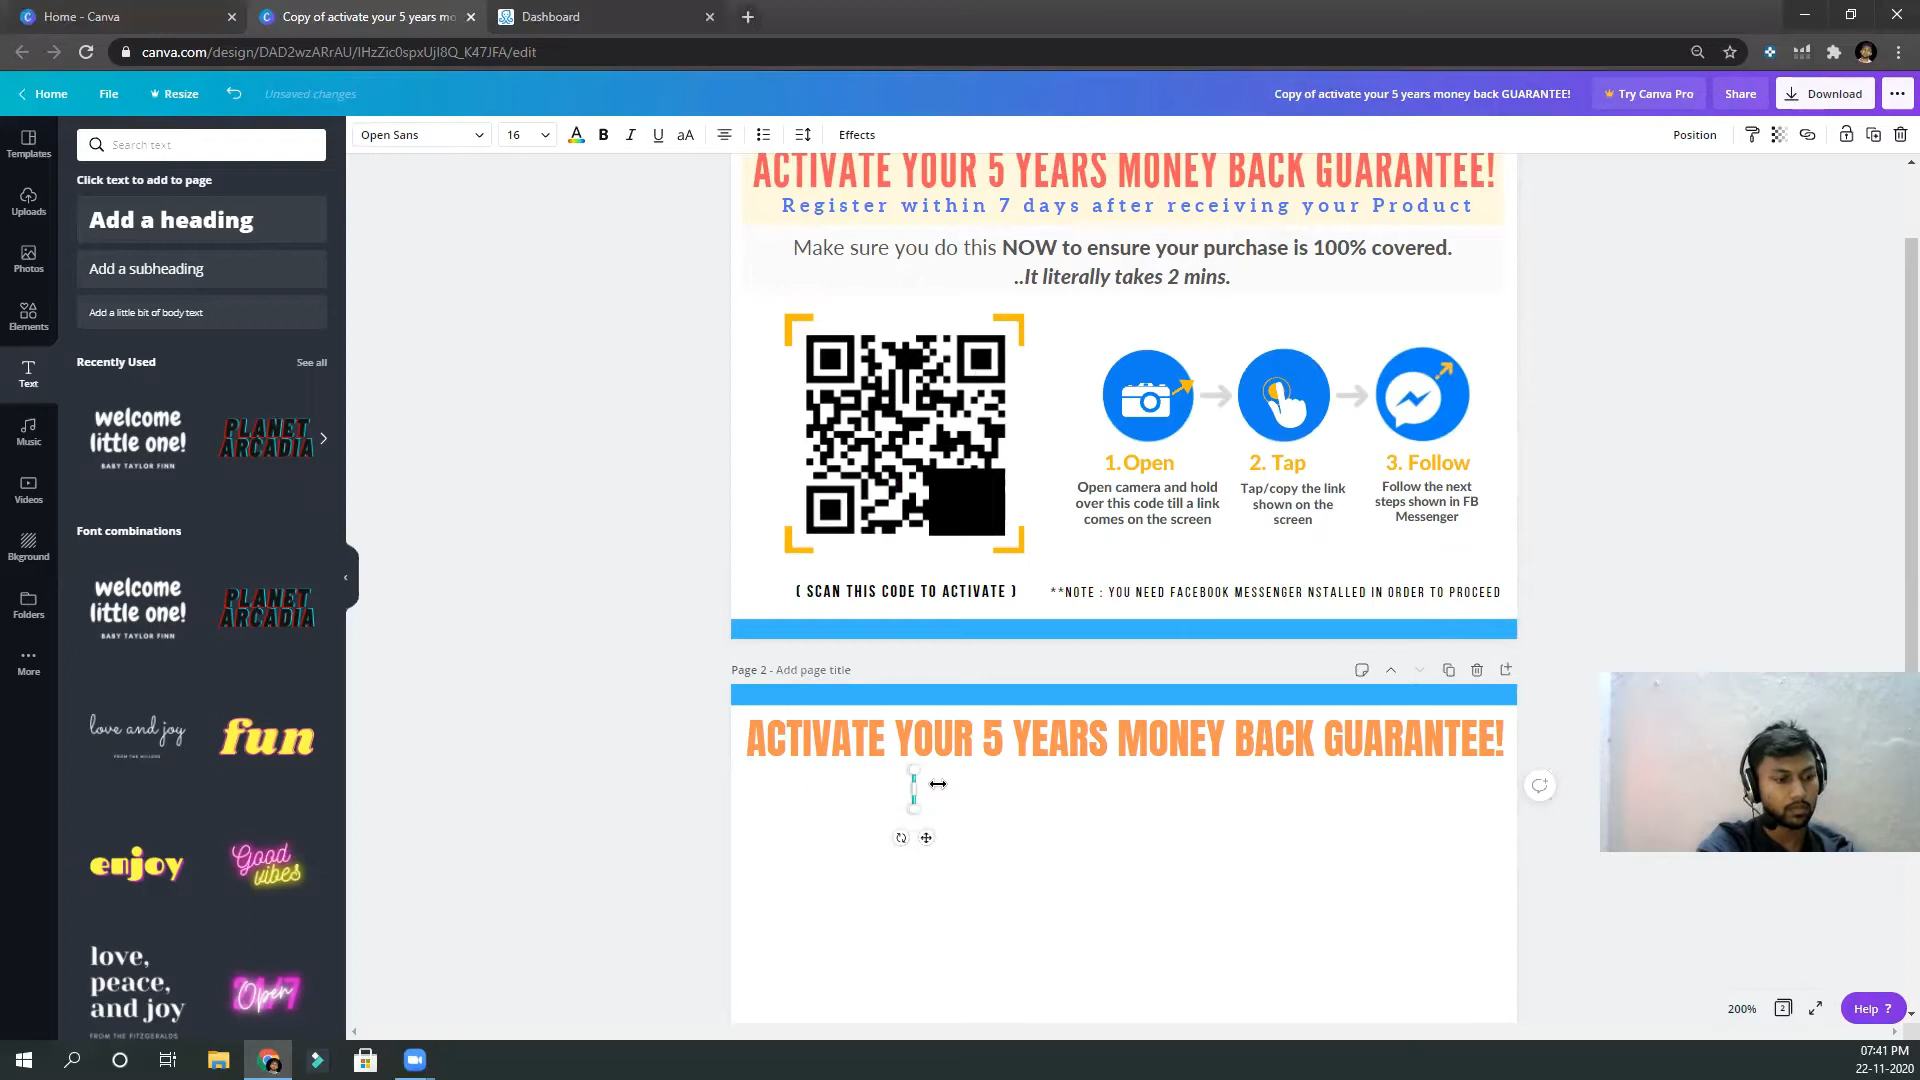 Home - Canva
Copy of activate your 5 years mo
Dashboard
canva.com/design/DAD2wzARrAU/IHzZic0spxUjI8Q_K47JFA/edit
Home
File
Resize
Unsaved changes
Copy of activate your 5 years money back GUARANTEE!
Try Canva Pro
Share
Download
Templates
Uploads
Photos
Elements
Text
Music
Videos
Bkground
Folders
More
Search text
Click text to add to page
Add a heading
Add a subheading
Add a little bit of body text
Recently Used
See all
welcome
little one!
BABY TAYLOR FINN
PLANET
ARCADIA
Font combinations
welcome
little one!
BABY TAYLOR FINN
PLANET
ARCADIA
love and joy
fun
enjoy
Good
vibes
love,
peace,
and joy
FROM THE FITZGERALDS
24/7
Open
Open Sans
16
B
I
U
aA
Effects
Position
ACTIVATE YOUR 5 YEARS MONEY BACK GUARANTEE!
Register within 7 days after receiving your Product
Make sure you do this NOW to ensure your purchase is 100% covered.
..It literally takes 2 mins.
1.Open
Open camera and hold
over this code till a link
comes on the screen
2. Tap
Tap/copy the link
shown on the
screen
3. Follow
Follow the next
steps shown in FB
Messenger
( SCAN THIS CODE TO ACTIVATE )
**NOTE : YOU NEED FACEBOOK MESSENGER NSTALLED IN ORDER TO PROCEED
Page 2 - Add page title
ACTIVATE YOUR 5 YEARS MONEY BACK GUARANTEE!
200%
2
Help ?
07:41 PM
22-11-2020